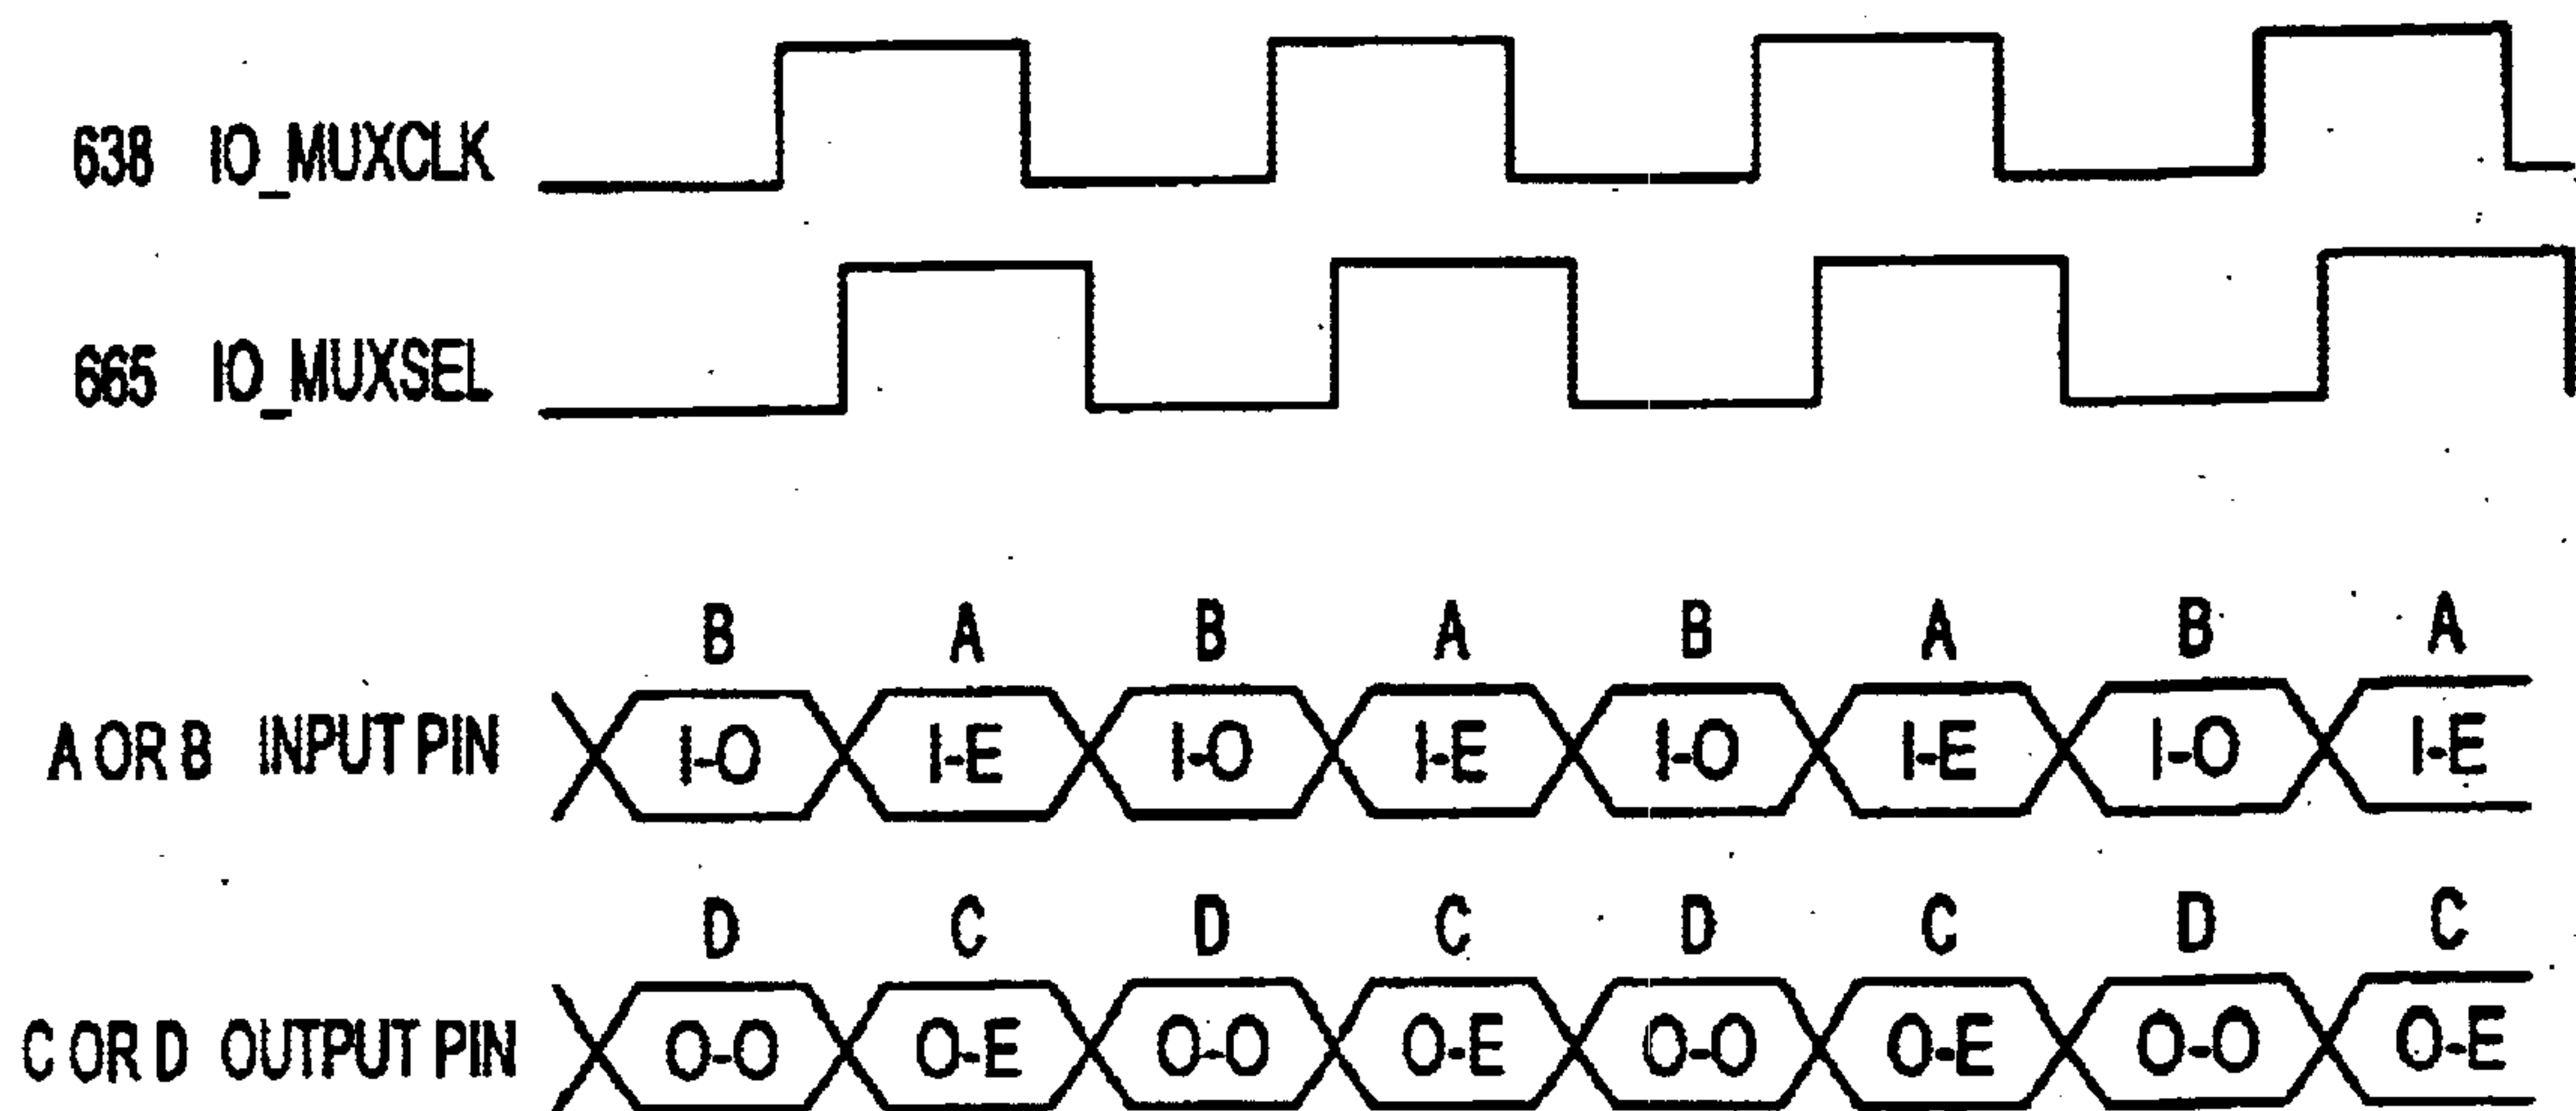 638 IO_MUXCLK
665 IO_MUXSEL
B A B A B A B A
A OR B INPUT PIN I-O I-E I-O I-E I-O I-E I-O I-E
D C D C D C D C
C OR D OUTPUT PIN O-O O-E O-O O-E O-O O-E O-O O-E